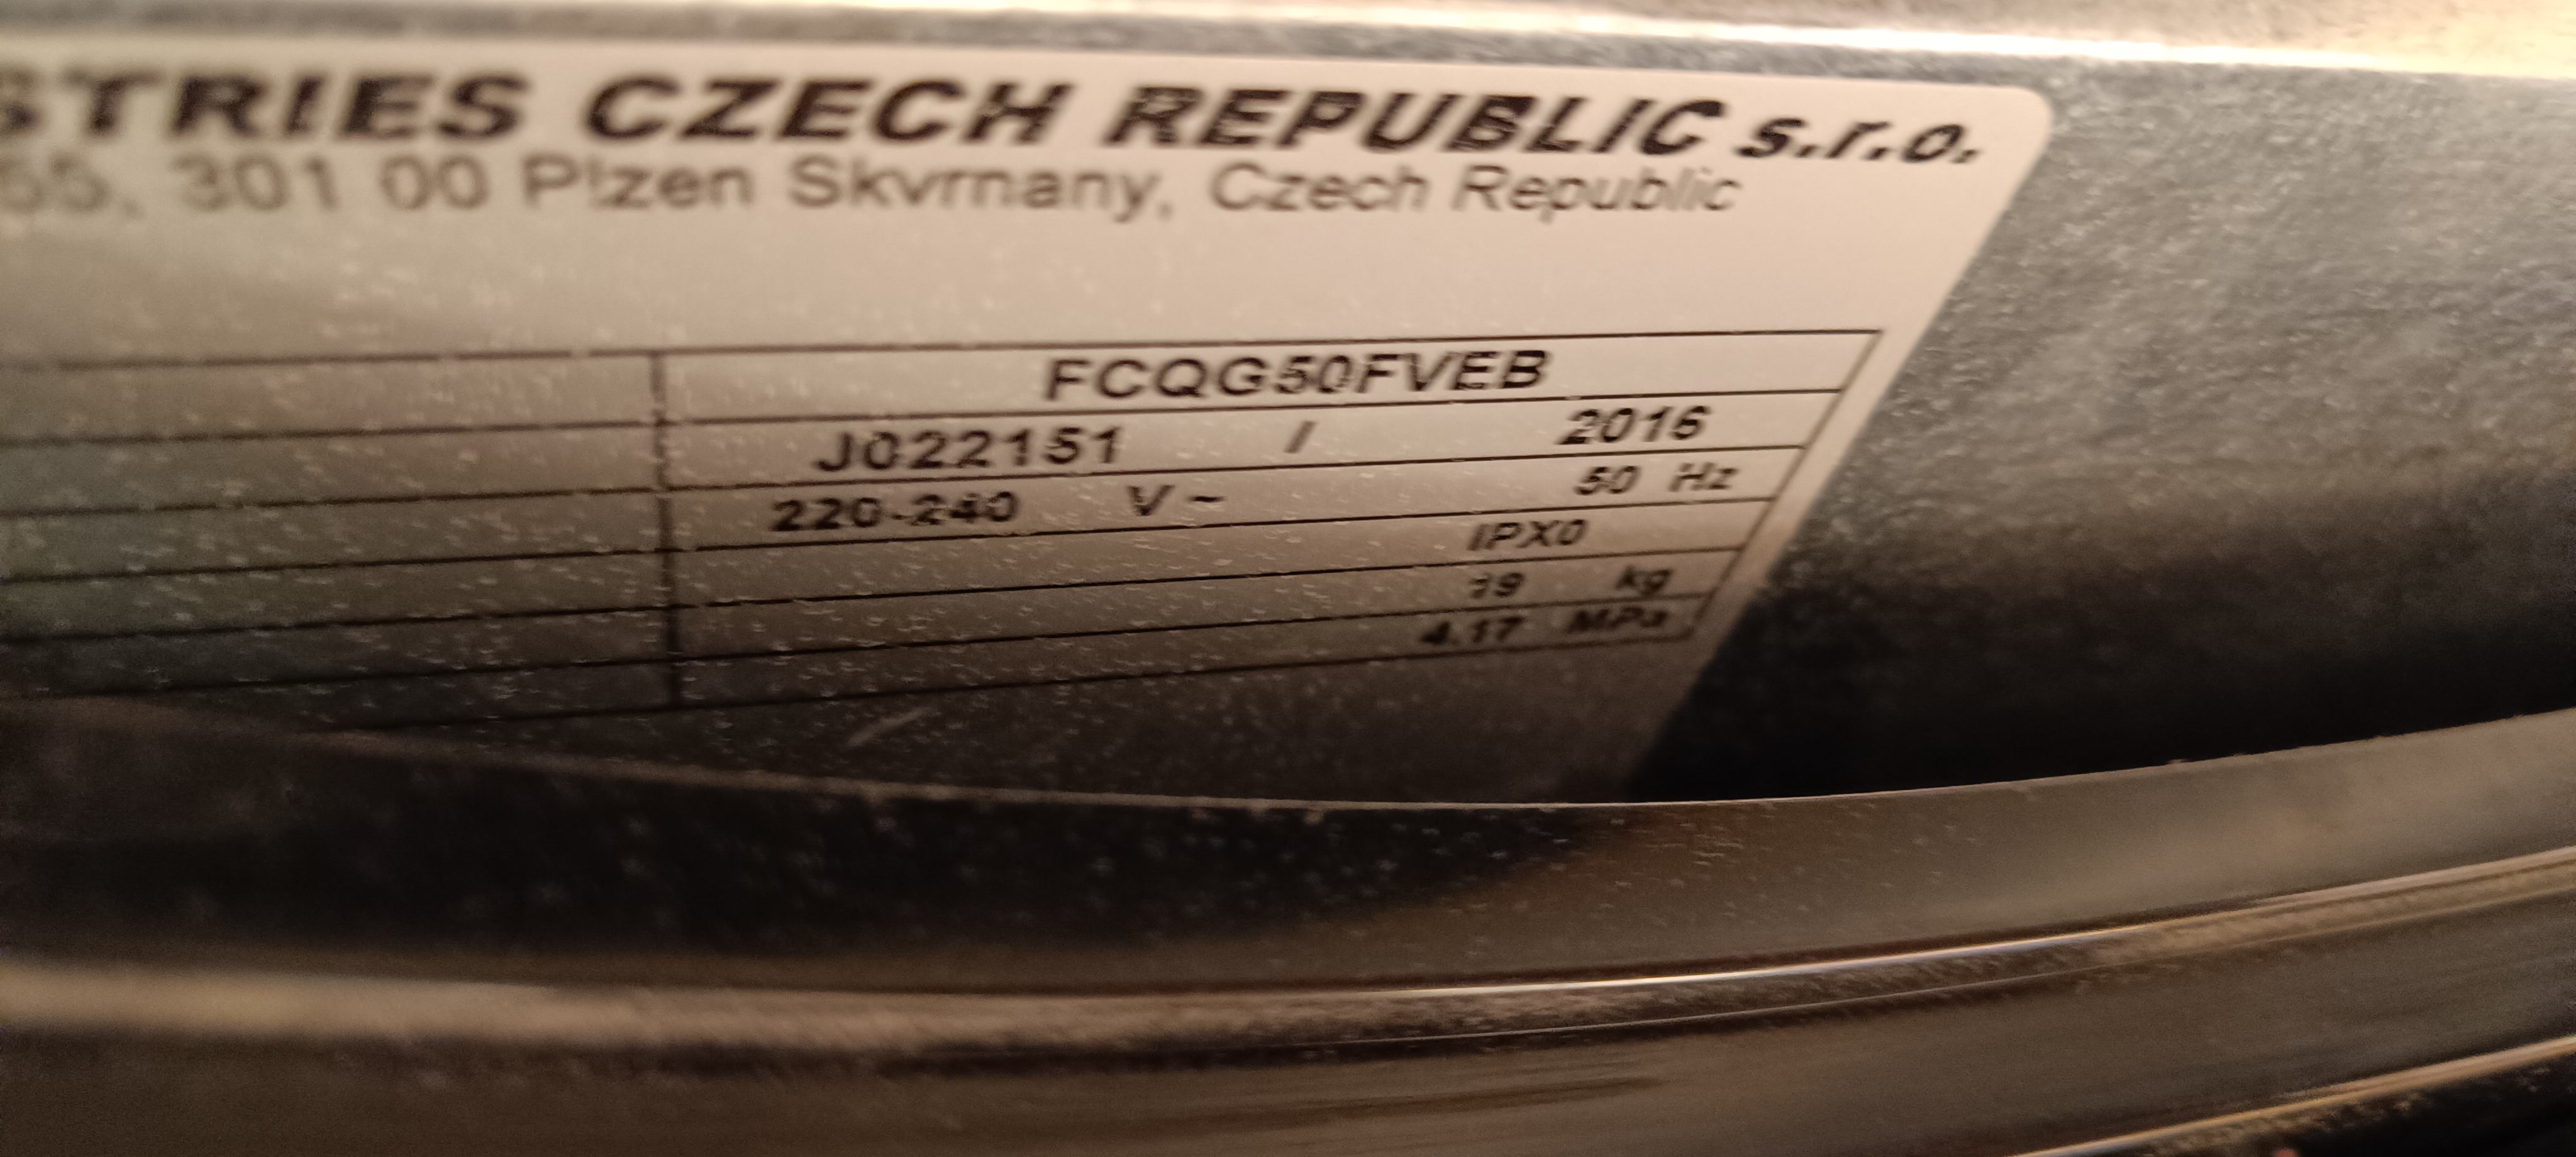 STRIES CZECH REPUBLIC s.r.o.
55, 301 00 Plzen Skvrnany, Czech Republic
FCQG50FVEB
J022151 / 2016
220-240 V ~ 50 Hz
IPX0
19 kg
4.17 MPa